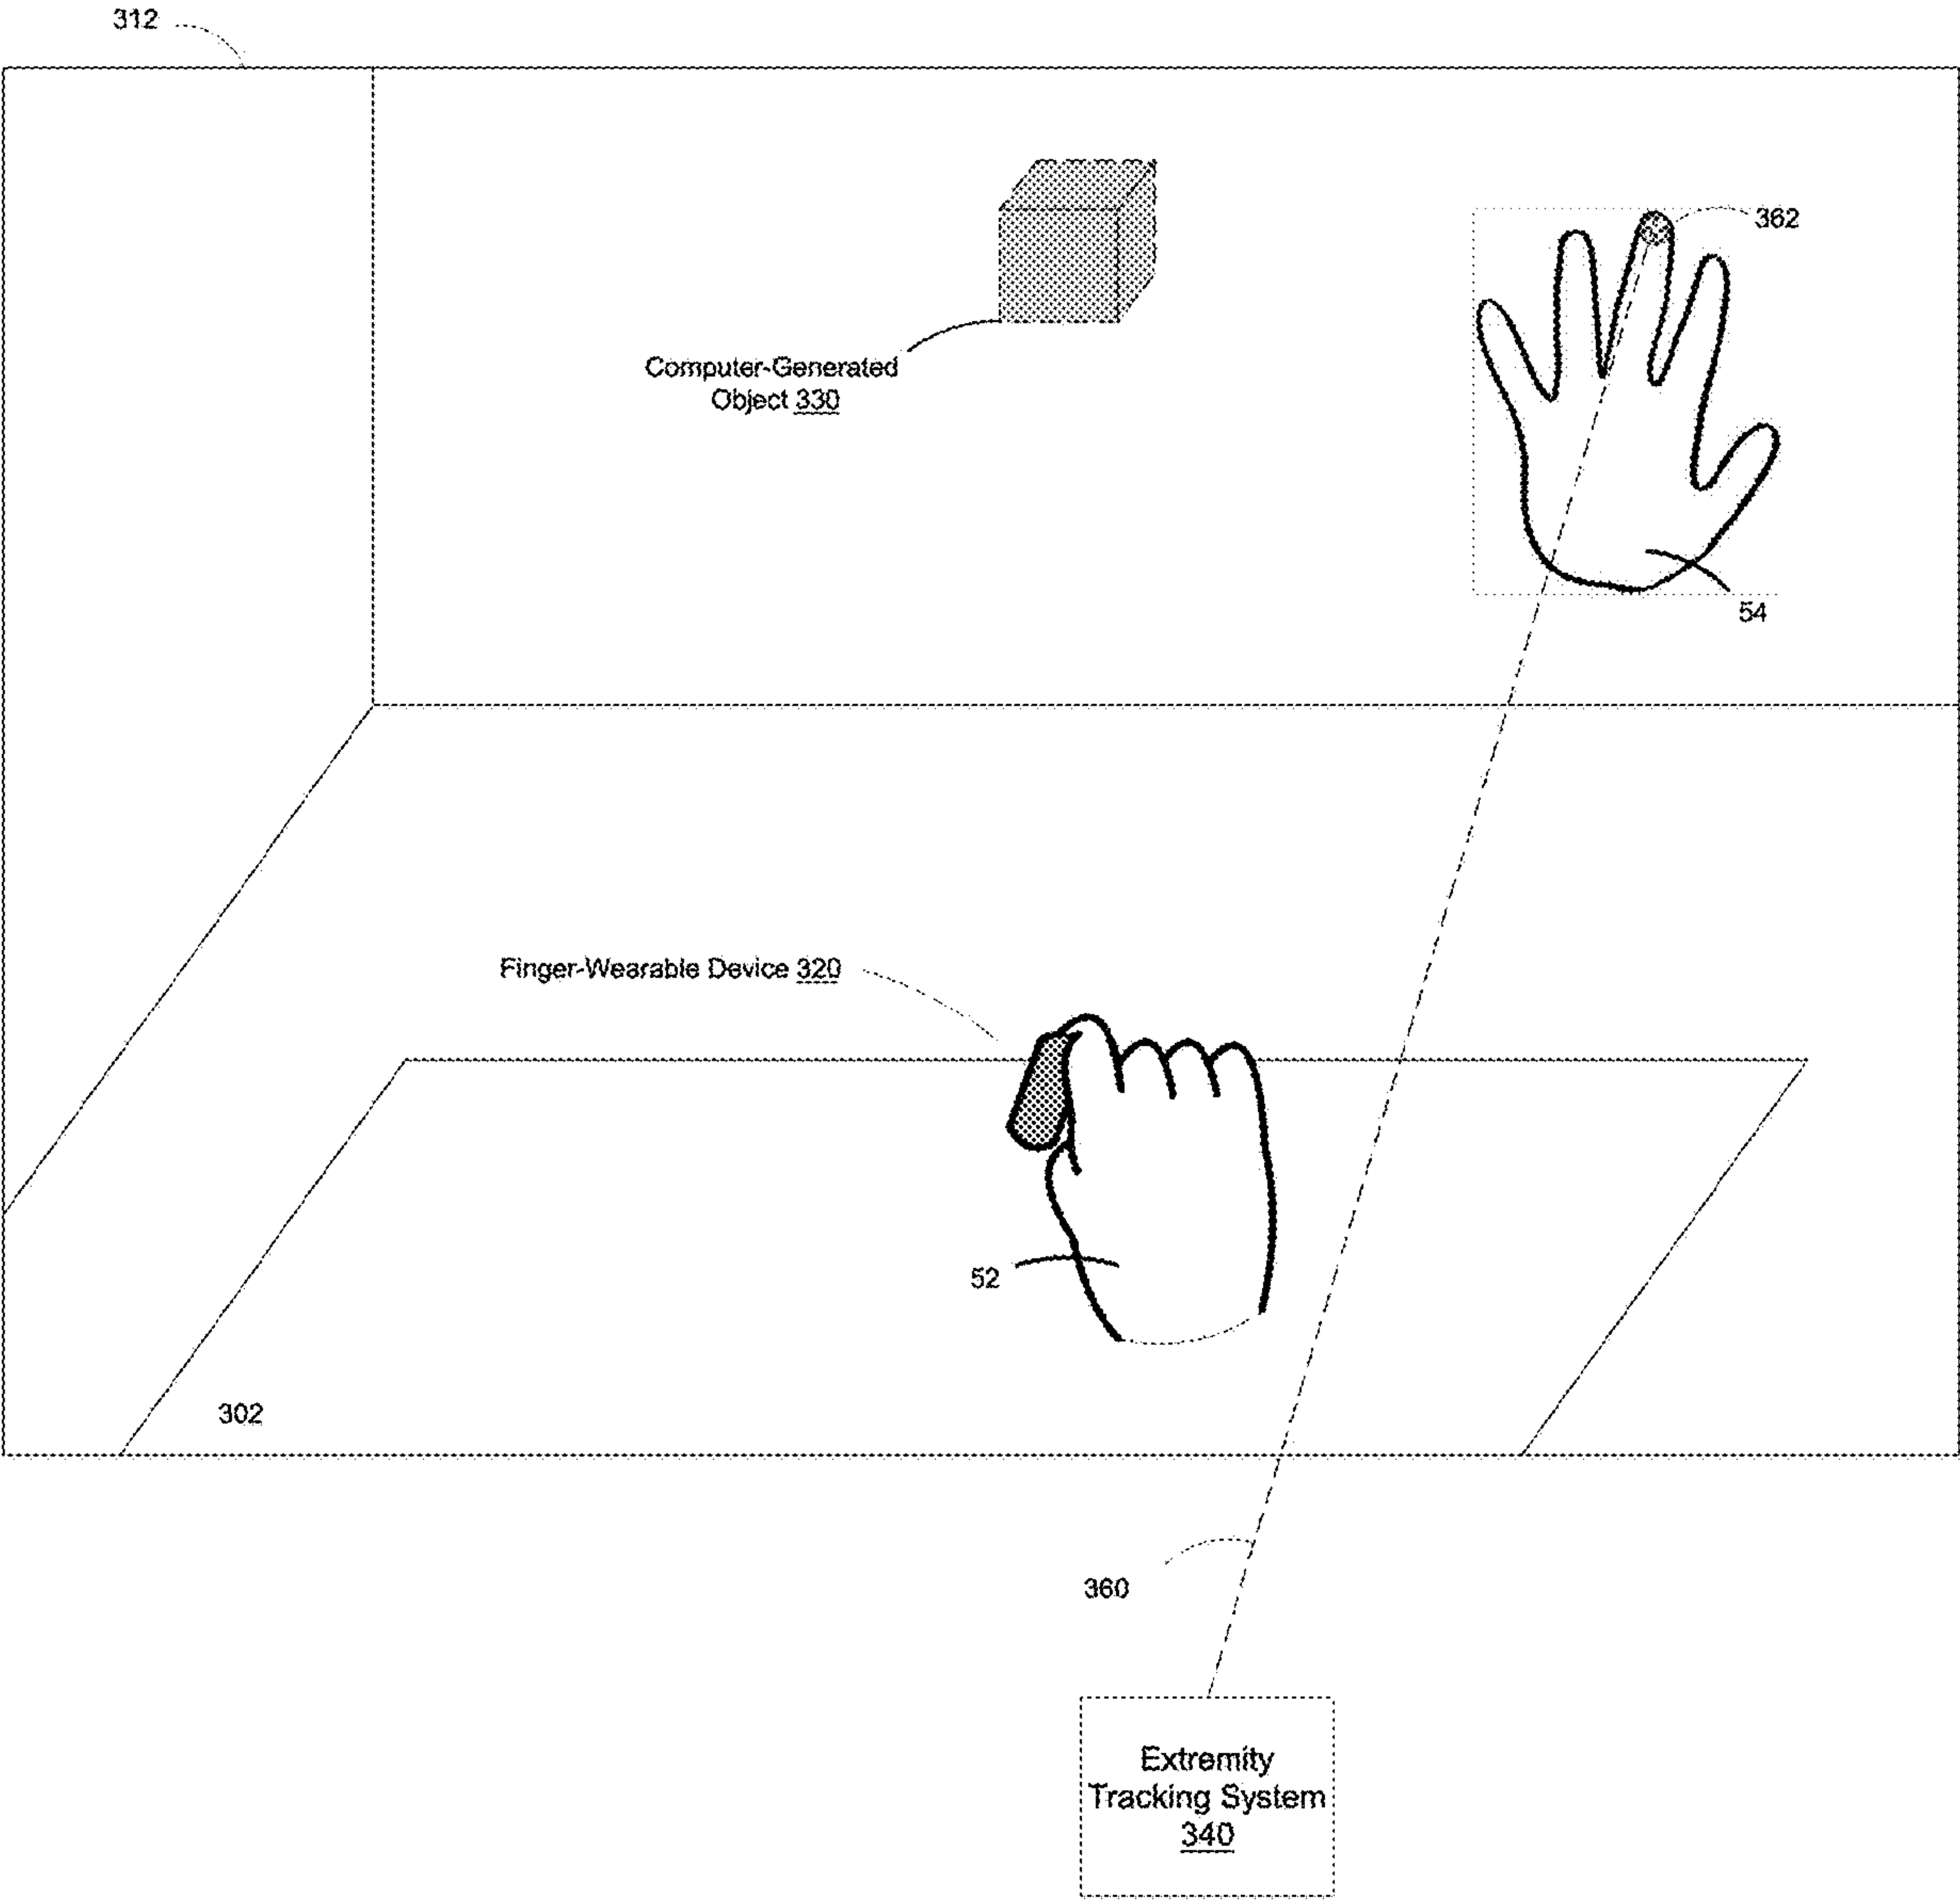 312
362
Computer-Generated
Object 330
54
Finger-Wearable Device 320
52
302
360
Extremity
Tracking System
340